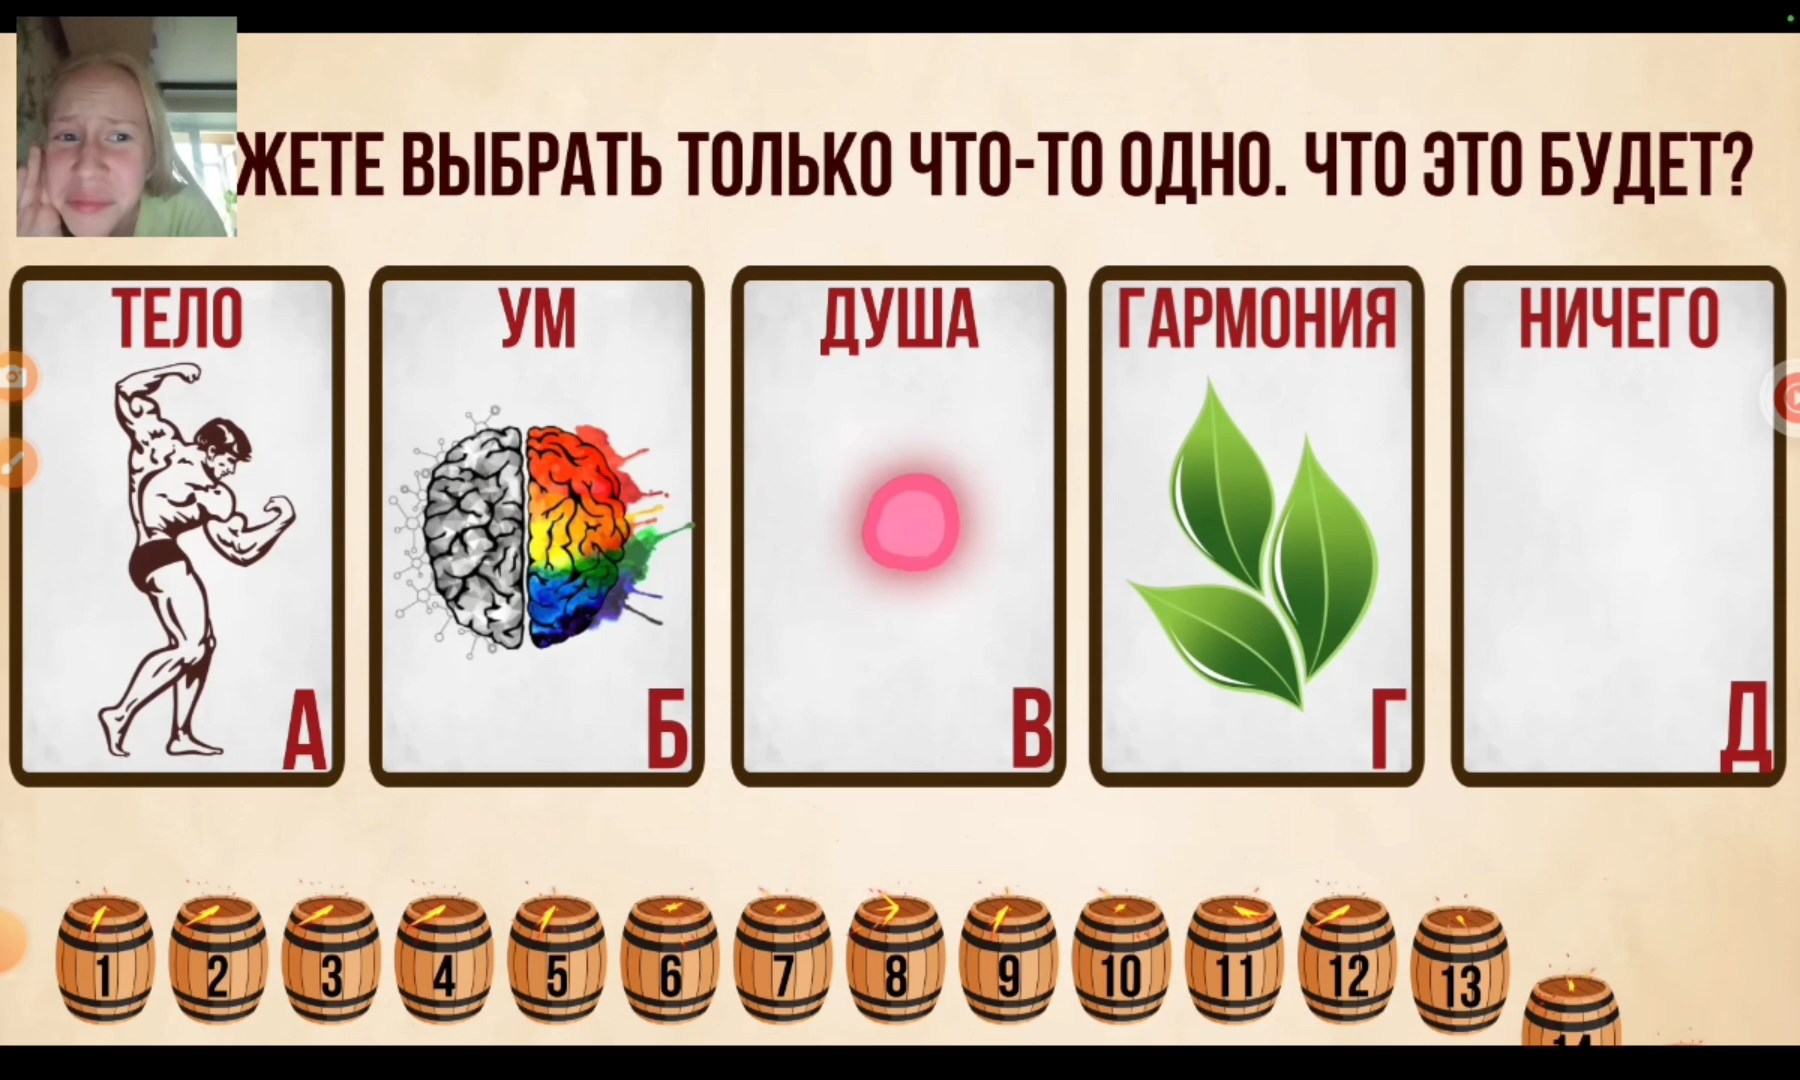 ЖЕТЕ ВЫБРАТЬ ТОЛЬКО ЧТО-ТО ОДНО. ЧТО ЭТО БУДЕТ?
ТЕЛО
А
УМ
Б
ДУША
В
ГАРМОНИЯ
Г
НИЧЕГО
Д
1 2 3 4 5 6 7 8 9 10 11 12 13 14